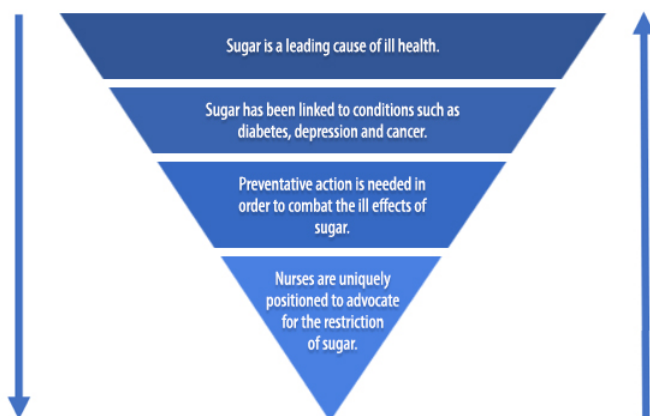 Sugar is a leading cause of ill health.
Sugar has been linked to conditions such as
diabetes, depression and cancer.
Preventative action is needed in
order to combat the ill effects of
sugar.
Nurses are uniquely
positioned to advocate
for the restriction
of sugar.